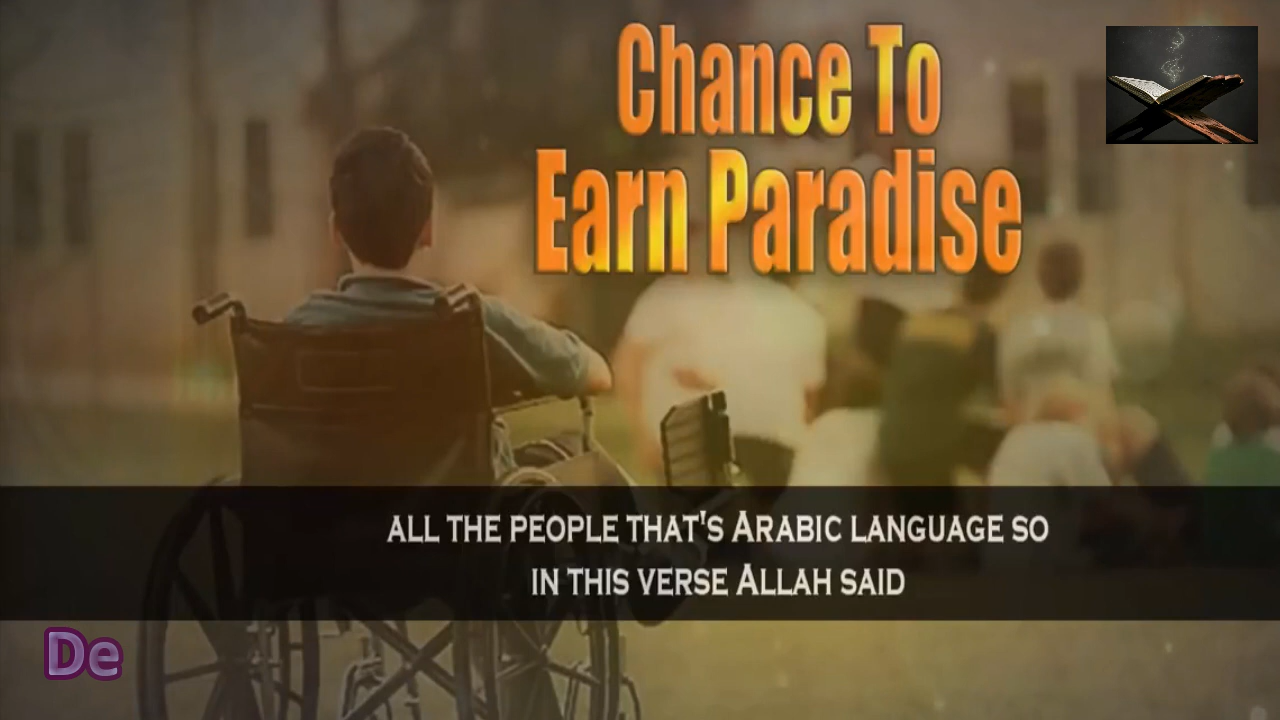 Chance To
Earn Paradise
ALL THE PEOPLE THAT'S ARABIC LANGUAGE SO
IN THIS VERSE ALLAH SAID
De